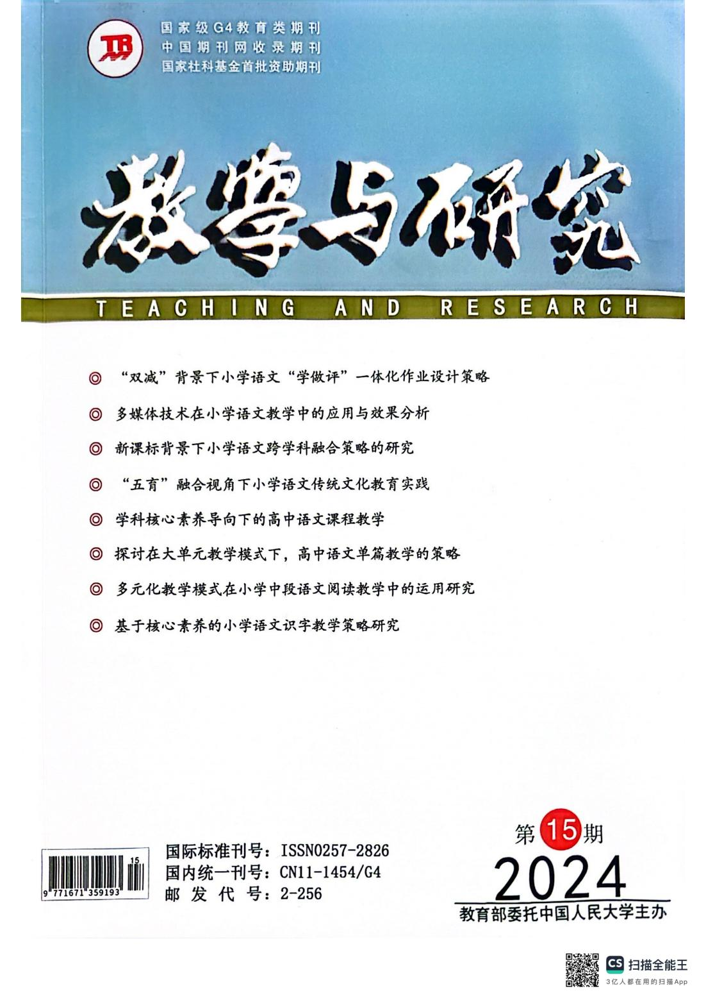 TR
国家级G4教育类期刊
中国期刊网收录期刊
国家社科基金首批资助期刊
教学与研究
TEACHING AND RESEARCH
◎ “双减”背景下小学语文“学做评”一体化作业设计策略
◎ 多媒体技术在小学语文教学中的应用与效果分析
◎ 新课标背景下小学语文跨学科融合策略的研究
◎ “五育”融合视角下小学语文传统文化教育实践
◎ 学科核心素养导向下的高中语文课程教学
◎ 探讨在大单元教学模式下，高中语文单篇教学的策略
◎ 多元化教学模式在小学中段语文阅读教学中的运用研究
◎ 基于核心素养的小学语文识字教学策略研究
第15期
2024
教育部委托中国人民大学主办
国际标准刊号：ISSN0257-2826
国内统一刊号：CN11-1454/G4
邮发代号：2-256
15
9 771671 359193
CS 扫描全能王
3亿人都在用的扫描App